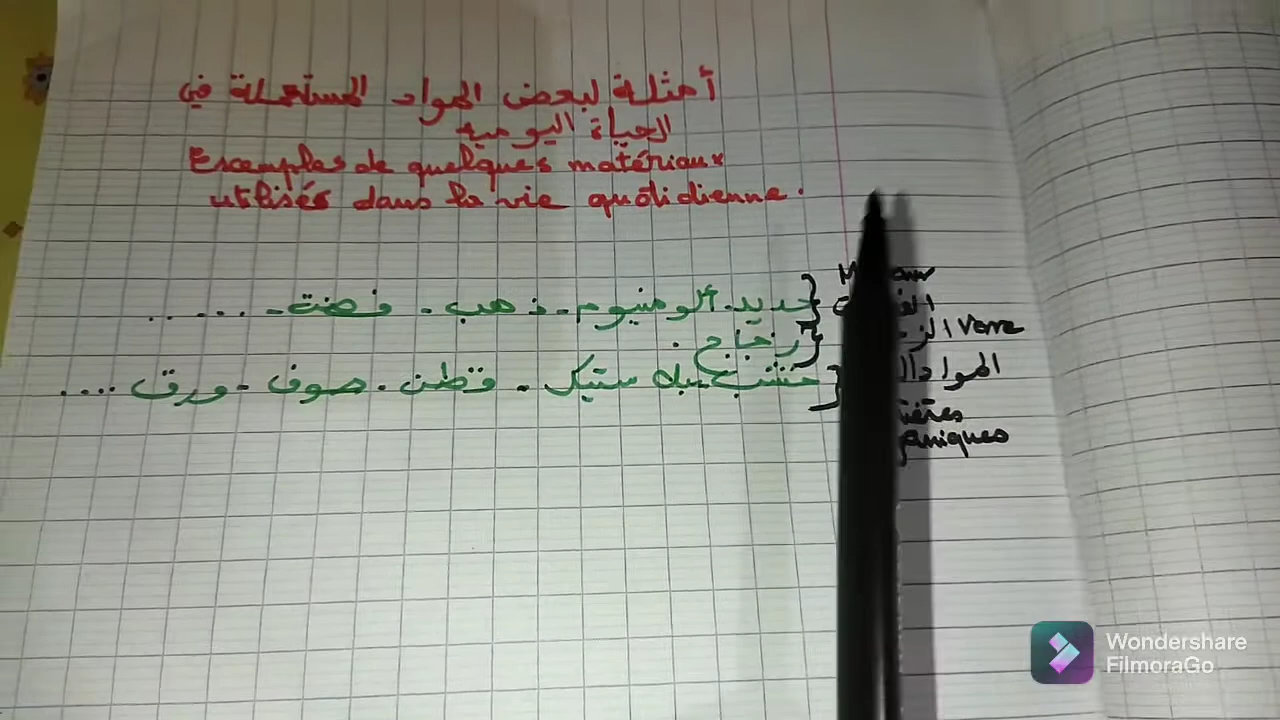 أمثلة لبعض المواد المستعملة في
الحياة اليومية
Exemples de quelques matériaux
utilisés dans la vie quotidienne.
حديد. ألومنيوم - ذهب - فضة - .....
زجاج
Verre
خشب - بلاستيك - قطن - صوف - ورق ....
المواد
Wondershare
FilmoraGo